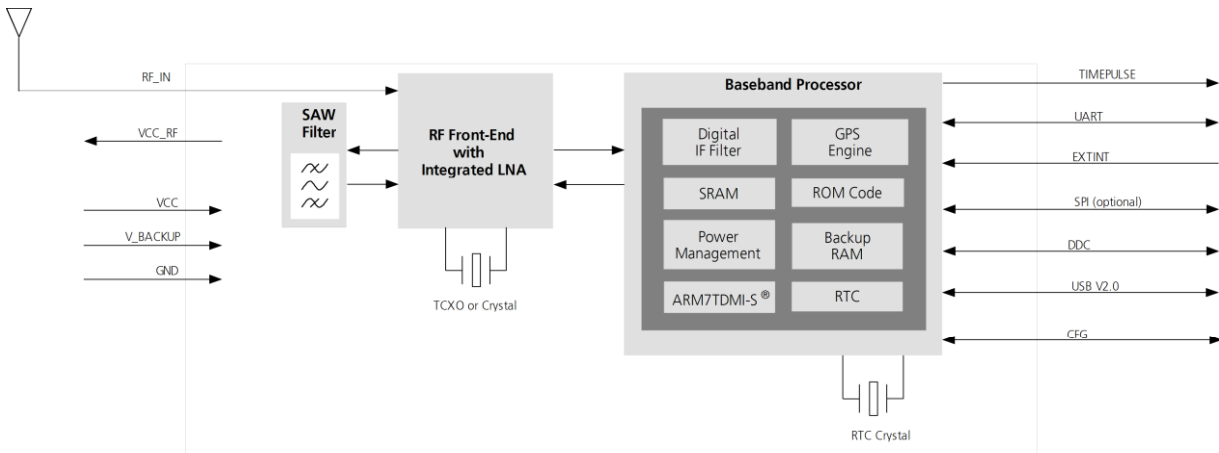 RF_IN
VCC_RF
VCC
V_BACKUP
GND
SAW
Filter
RF Front-End
with
Integrated LNA
TCXO or Crystal
Baseband Processor
Digital
IF Filter
GPS
Engine
SRAM
ROM Code
Power
Management
Backup
RAM
ARM7TDMI-S®
RTC
RTC Crystal
TIMEPULSE
UART
EXTINT
SPI (optional)
DDC
USB V2.0
CFG